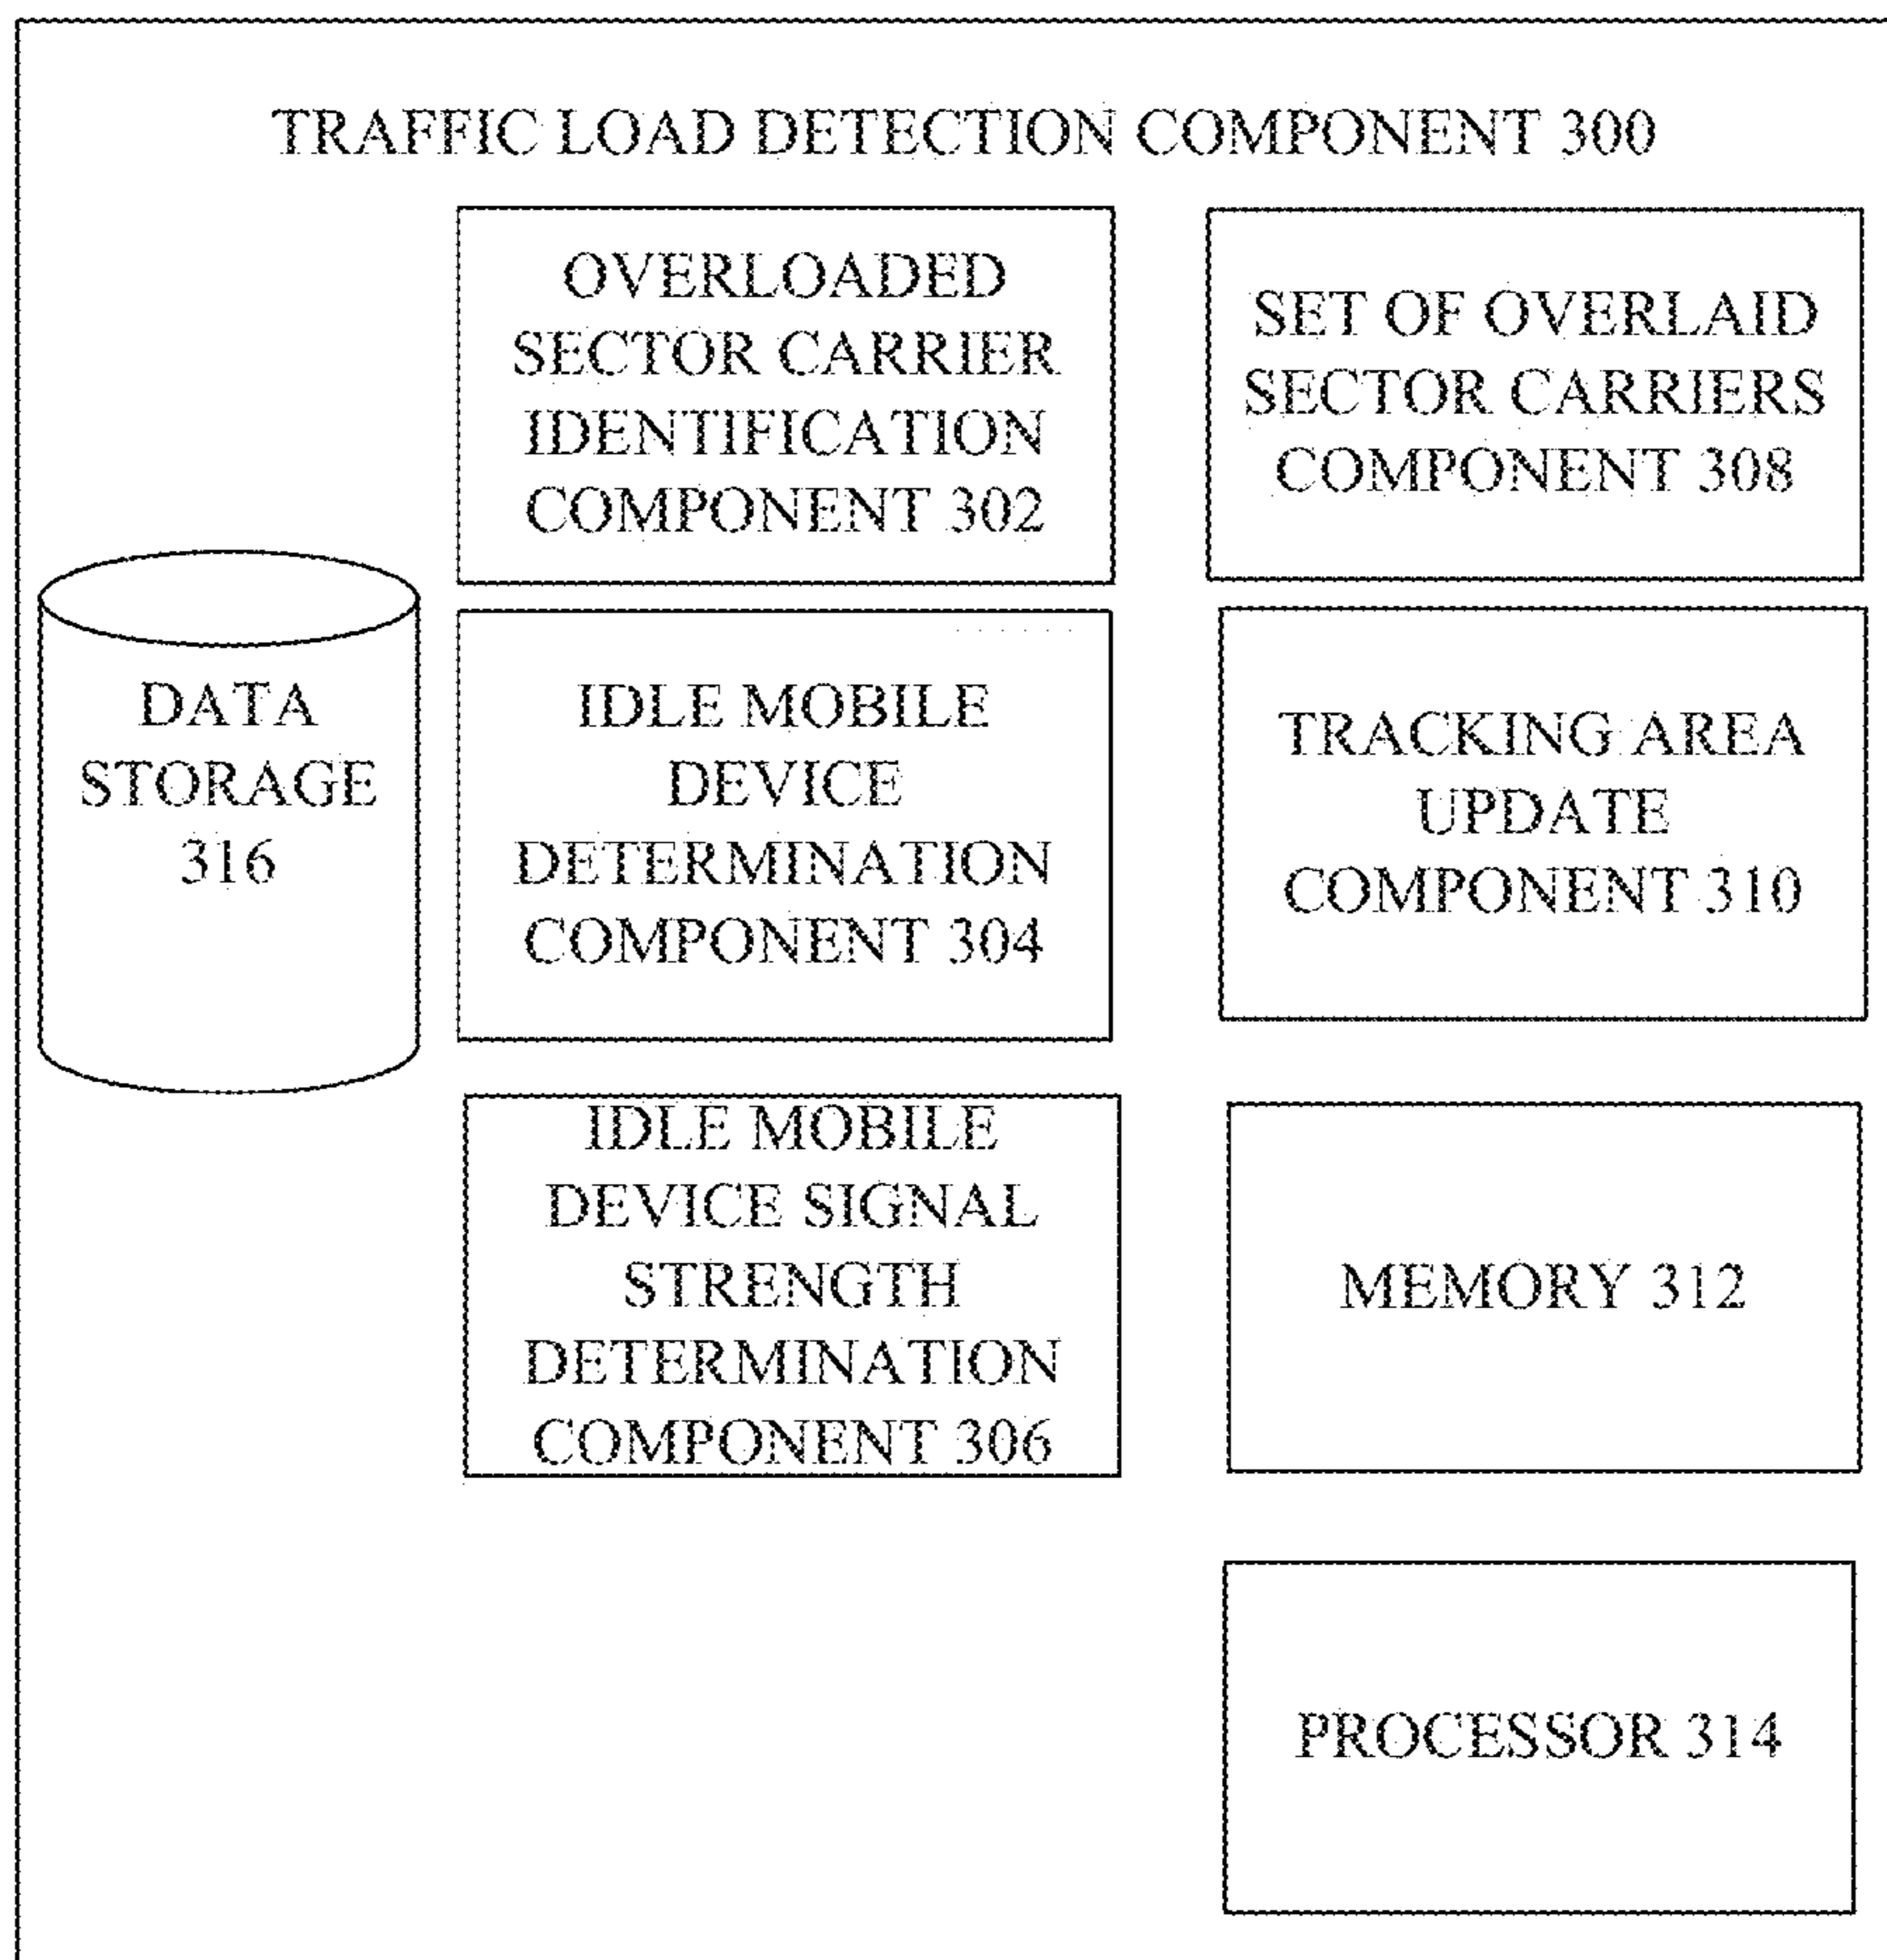 TRAFFIC LOAD DETECTION COMPONENT 300
OVERLOADED
SECTOR CARRIER
IDENTIFICATION
COMPONENT 302
SET OF OVERLAID
SECTOR CARRIERS
COMPONENT 308
DATA
STORAGE
316
IDLE MOBILE
DEVICE
DETERMINATION
COMPONENT 304
TRACKING AREA
UPDATE
COMPONENT 310
IDLE MOBILE
DEVICE SIGNAL
STRENGTH
DETERMINATION
COMPONENT 306
MEMORY 312
PROCESSOR 314